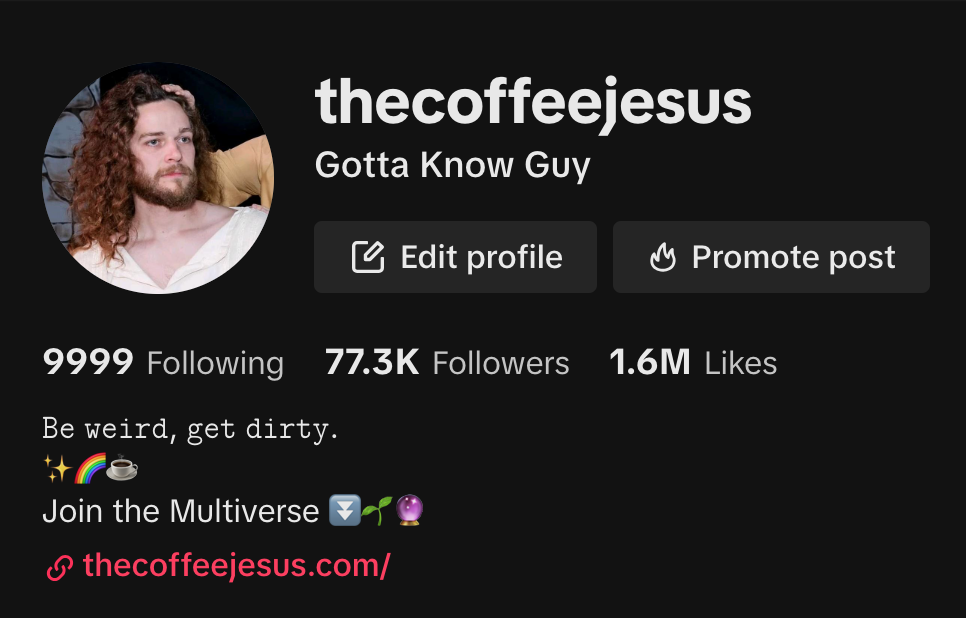 thecoffeejesus
Gotta Know Guy
Edit profile
Promote post
9999 Following 77.3K Followers 1.6M Likes
Be weird, get dirty.
✨🌈☕
Join the Multiverse ⏬🌱🔮
thecoffeejesus.com/